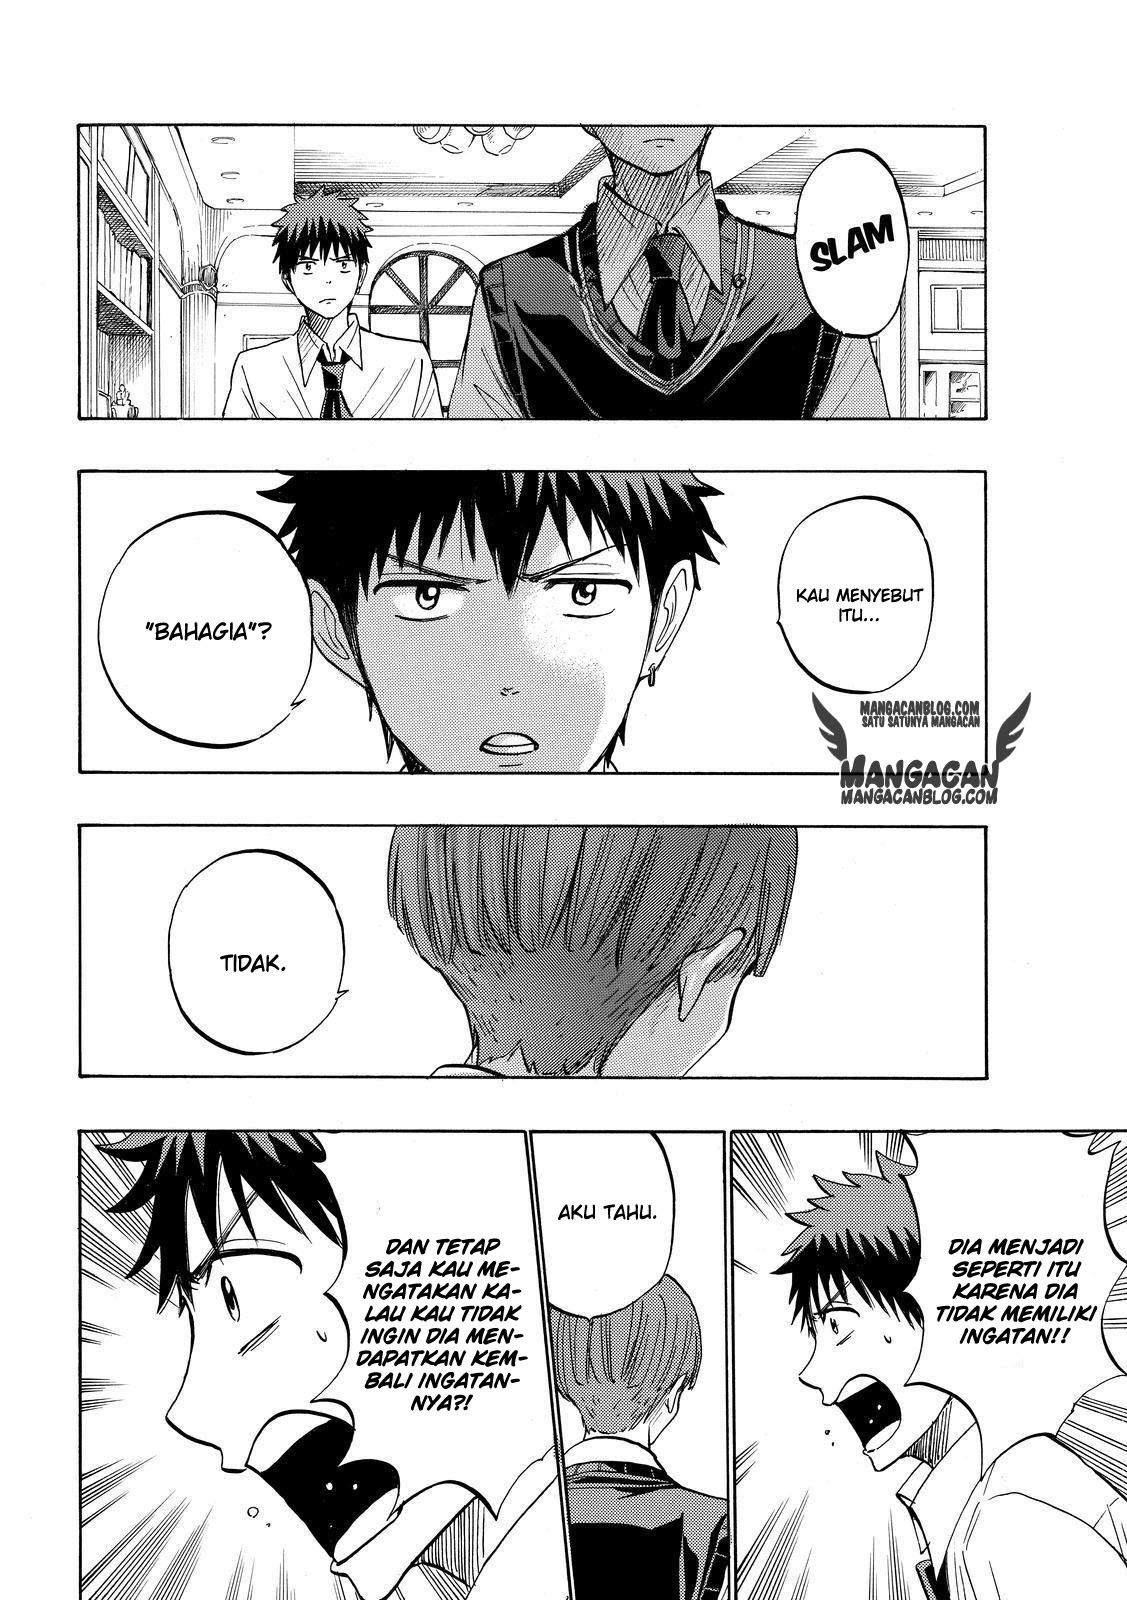 SLAM
KAU MENYEBUT
ITU...
"BAHAGIA"?
MANGACANBLOG.COM
SATU SATUNYA MANGACAN
MANGACAN
MANGACANBLOG.COM
TIDAK.
DIA MENJADI
SEPERTI ITU
KARENA DIA
TIDAK MEMILIKI
INGATAN!!
AKU TAHU.
DAN TETAP
SAJA KAU ME-
NGATAKAN KA-
LAU KAU TIDAK
INGIN DIA MEN-
DAPATKAN KEM-
BALI INGATAN-
NYA?!